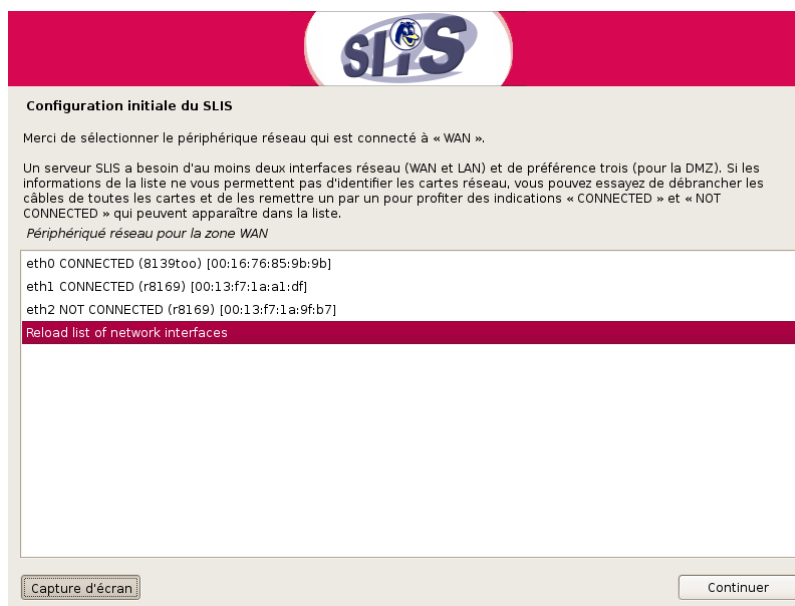 SLIS
Configuration initiale du SLIS
Merci de sélectionner le périphérique réseau qui est connecté à « WAN ».
Un serveur SLIS a besoin d'au moins deux interfaces réseau (WAN et LAN) et de préférence trois (pour la DMZ). Si les
informations de la liste ne vous permettent pas d'identifier les cartes réseau, vous pouvez essayez de débrancher les
câbles de toutes les cartes et de les remettre un par un pour profiter des indications « CONNECTED » et « NOT
CONNECTED » qui peuvent apparaître dans la liste.
Périphériqué réseau pour la zone WAN
eth0 CONNECTED (8139too) [00:16:76:85:9b:9b]
eth1 CONNECTED (r8169) [00:13:f7:1a:a1:df]
eth2 NOT CONNECTED (r8169) [00:13:f7:1a:9f:b7]
Reload list of network interfaces
Capture d'écran
Continuer